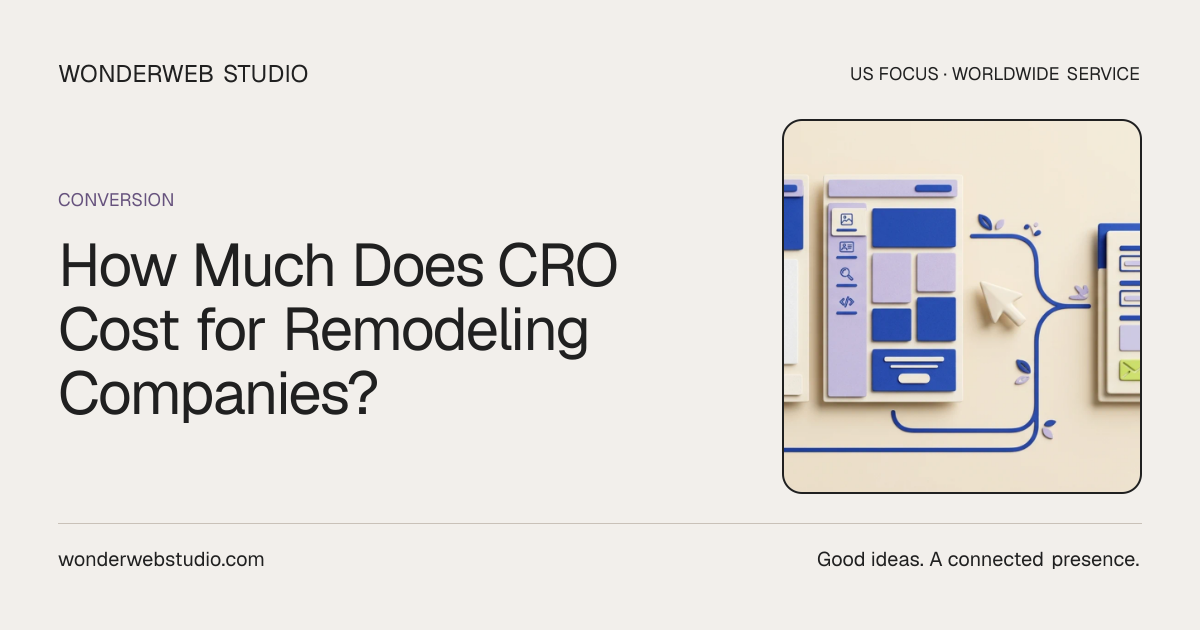 WONDERWEB STUDIO
US FOCUS · WORLDWIDE SERVICE
CONVERSION
How Much Does CRO
Cost for Remodeling
Companies?
wonderwebstudio.com
Good ideas. A connected presence.